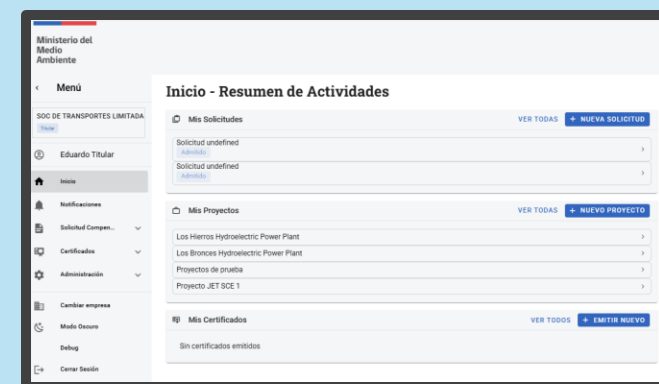 Ministerio del
Medio
Ambiente
Menú
SOC DE TRANSPORTES LIMITADA
Titular
Eduardo Titular
Inicio
Notificaciones
Solicitud Compen...
Certificados
Administración
Cambiar empresa
Modo Oscuro
Debug
Cerrar Sesión
Inicio - Resumen de Actividades
Mis Solicitudes VER TODAS + NUEVA SOLICITUD
Solicitud undefined
Admitido
Solicitud undefined
Admitido
Mis Proyectos VER TODAS + NUEVO PROYECTO
Los Hierros Hydroelectric Power Plant
Los Bronces Hydroelectric Power Plant
Proyectos de prueba
Proyecto JET SCE 1
Mis Certificados VER TODOS + EMITIR NUEVO
Sin certificados emitidos